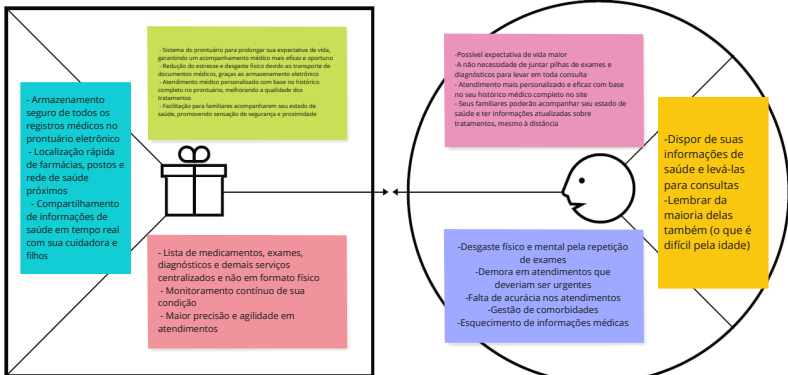 - Sistema do prontuário para prolongar sua expectativa de vida,
garantindo um acompanhamento médico mais eficaz e oportuno
- Redução do estresse e desgaste físico devido ao transporte de
documentos médicos, graças ao armazenamento eletrônico
- Atendimento médico personalizado com base no histórico
completo no prontuário, melhorando a qualidade dos
tratamentos
- Facilitação para familiares acompanharem seu estado de
saúde, promovendo sensação de segurança e proximidade
- Armazenamento
seguro de todos os
registros médicos no
prontuário eletrônico
- Localização rápida
de farmácias, postos e
rede de saúde
próximos
- Compartilhamento
de informações de
saúde em tempo real
com sua cuidadora e
filhos
- Lista de medicamentos, exames,
diagnósticos e demais serviços
centralizados e não em formato físico
- Monitoramento contínuo de sua
condição
- Maior precisão e agilidade em
atendimentos
-Possível expectativa de vida maior
-A não necessidade de juntar pilhas de exames e
diagnósticos para levar em toda consulta
- Atendimento mais personalizado e eficaz com base
no seu histórico médico completo no site
- Seus familiares poderão acompanhar seu estado de
saúde e ter informações atualizadas sobre
tratamentos, mesmo à distância
-Dispor de suas
informações de
saúde e levá-las
para consultas
-Lembrar da
maioria delas
também (o que é
difícil pela idade)
-Desgaste físico e mental pela repetição
de exames
-Demora em atendimentos que
deveriam ser urgentes
-Falta de acurácia nos atendimentos
-Gestão de comorbidades
-Esquecimento de informações médicas